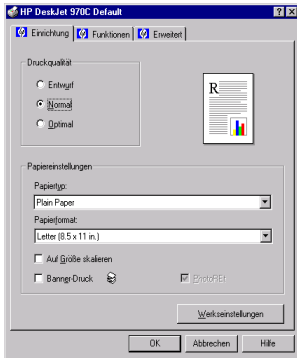 HP DeskJet 970C Default
Einrichtung Funktionen Erweitert
Druckqualität
Entwurf
Normal
Optimal
R
Papiereinstellungen
Papiertyp:
Plain Paper
Papierformat:
Letter (8.5 x 11 in.)
Auf Größe skalieren
Banner-Druck PhotoREt
Werkseinstellungen
OK Abbrechen Hilfe